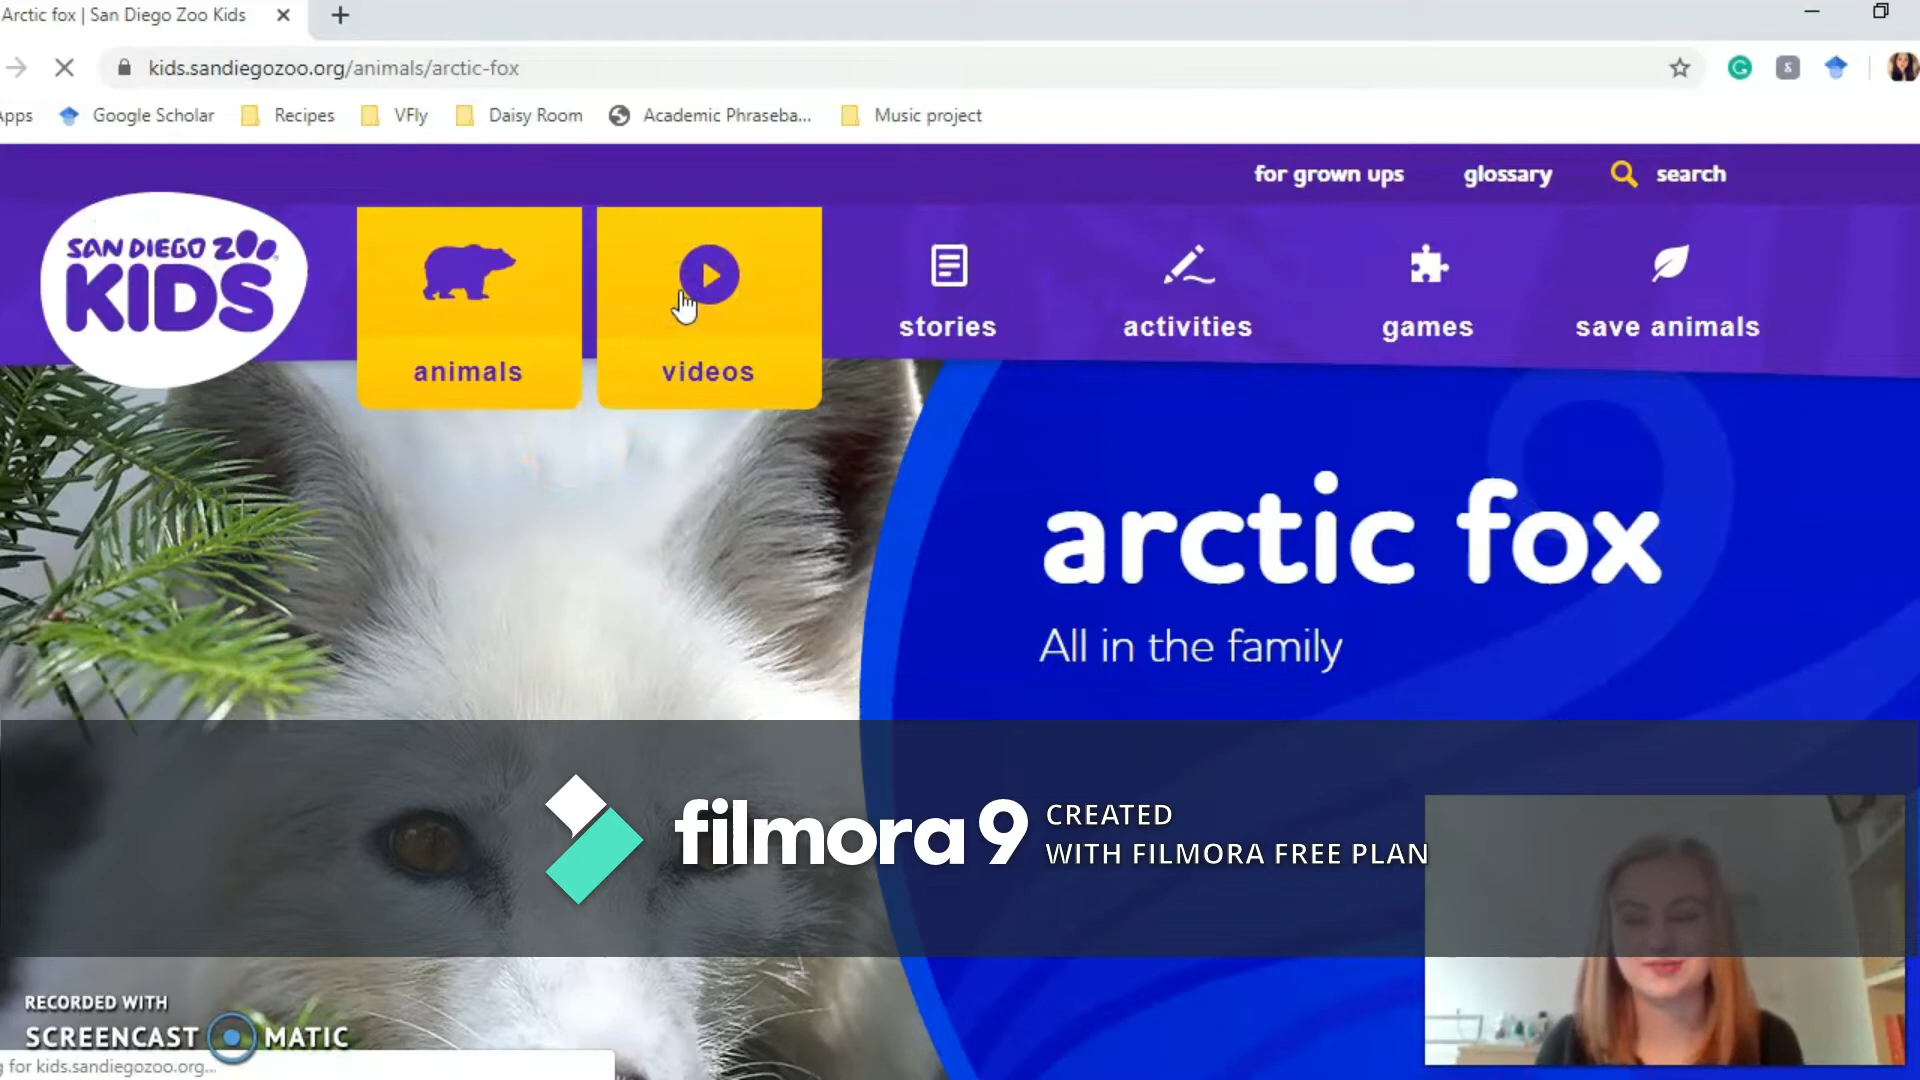 Arctic fox | San Diego Zoo Kids
kids.sandiegozoo.org/animals/arctic-fox
Google Scholar
Recipes
VFly
Daisy Room
Academic Phraseba...
Music project
for grown ups
glossary
search
SAN DIEGO ZOO
KIDS
animals
videos
stories
activities
games
save animals
arctic fox
All in the family
filmora 9
CREATED
WITH FILMORA FREE PLAN
RECORDED WITH
SCREENCAST MATIC
for kids.sandiegozoo.org...